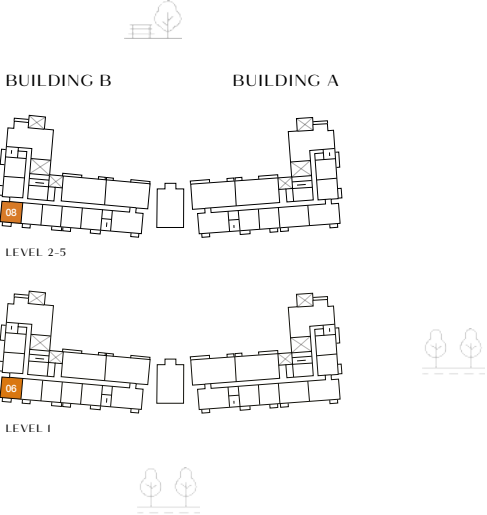 BUILDING B
BUILDING A
08
LEVEL 2-5
06
LEVEL 1